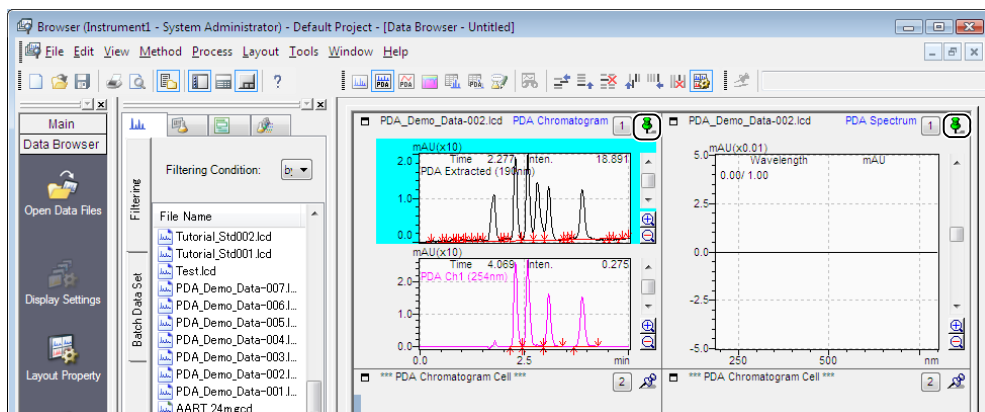 Browser (Instrument1 - System Administrator) - Default Project - [Data Browser - Untitled]
File Edit View Method Process Layout Tools Window Help
PDA PDA
Main
Data Browser
Open Data Files
Display Settings
Layout Property
Filtering
Batch Data Set
Filtering Condition:
File Name
Tutorial_Std002.lcd
Tutorial_Std001.lcd
Test.lcd
PDA_Demo_Data-007.l...
PDA_Demo_Data-006.l...
PDA_Demo_Data-005.l...
PDA_Demo_Data-004.l...
PDA_Demo_Data-003.l...
PDA_Demo_Data-002.l...
PDA_Demo_Data-001.l...
PDA_Demo_Data-002.lcd PDA Chromatogram 1
mAU(x10)
Time 2.277 Inten. 18.891
PDA Extracted (190nm)
2.0
1.0
0.0
mAU(x10)
Time 4.069 Inten. 0.275
PDA Ch1 (254nm)
2.0
1.0
0.0
0.0 2.5 min
*** PDA Chromatogram Cell *** 2
PDA_Demo_Data-002.lcd PDA Spectrum 1
mAU(x0.01)
5.0
Wavelength mAU
0.00/ 1.00
2.5
0.0
-2.5
-5.0
250 500 nm
*** PDA Chromatogram Cell *** 2